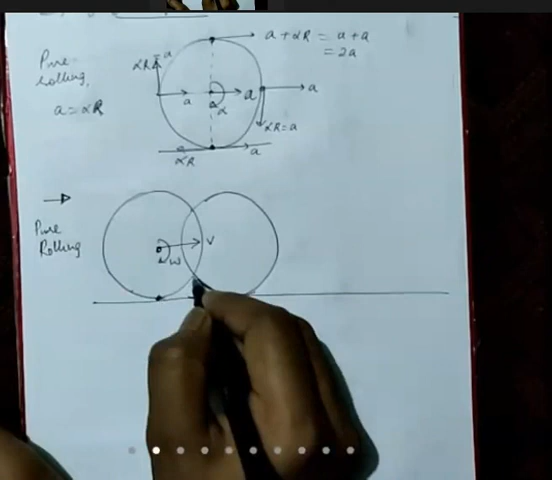 Pure
rolling,
a = αR
αR
a
a + αR = a + a
= 2a
a
a
α
a
αR = a
αR
a
Pure
Rolling
ω
V